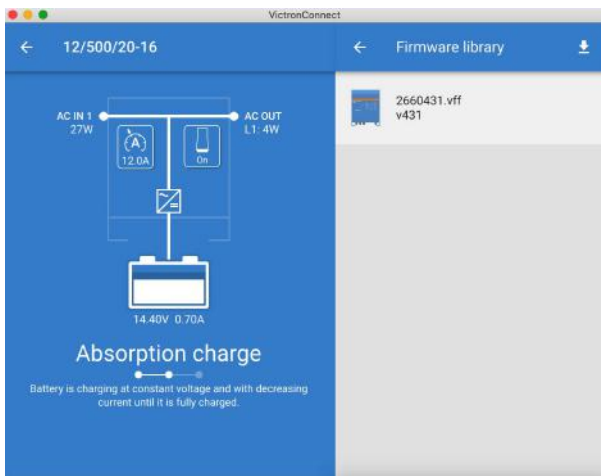 VictronConnect
12/500/20-16
AC IN 1
27W
A
12.0A
On
AC OUT
L1: 4W
14.40V 0.70A
Absorption charge
Battery is charging at constant voltage and with decreasing
current until it is fully charged.
Firmware library
2660431.vff
v431